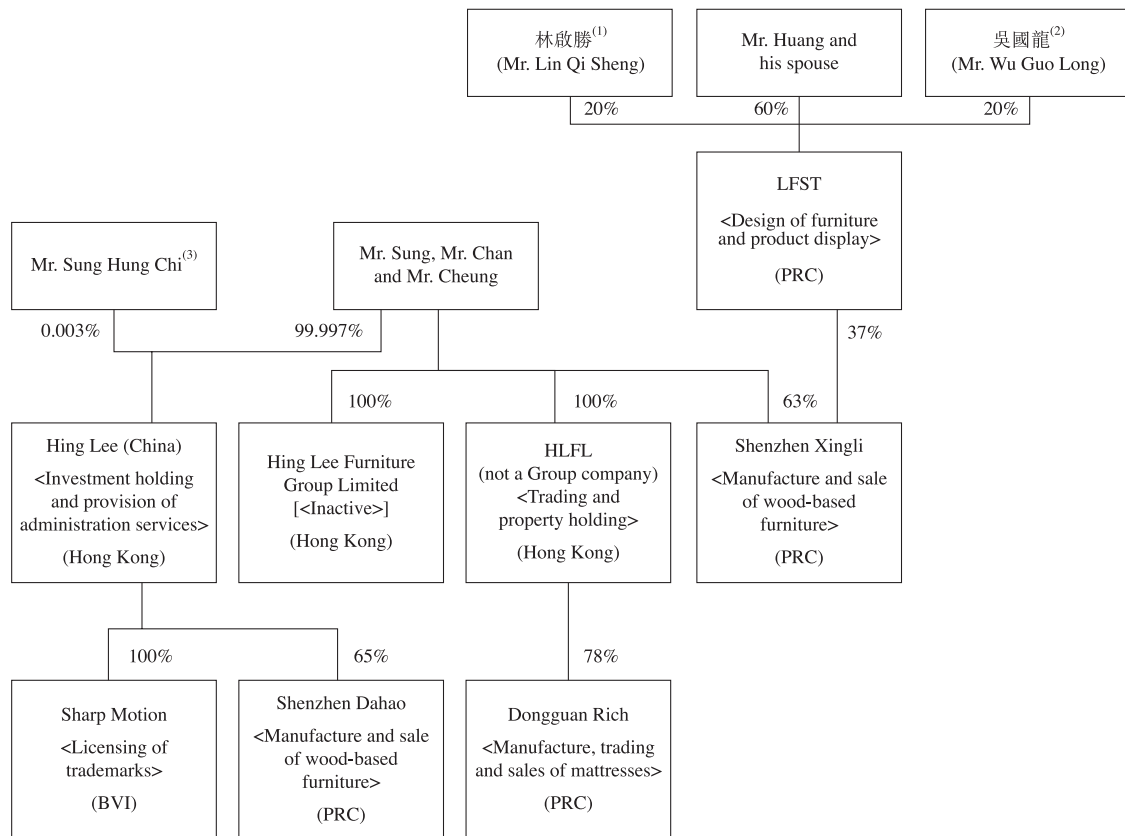 林啟勝(1)
(Mr. Lin Qi Sheng)
Mr. Huang and
his spouse
吳國龍(2)
(Mr. Wu Guo Long)
20%
60%
20%
LFST
<Design of furniture
and product display>
(PRC)
Mr. Sung Hung Chi(3)
Mr. Sung, Mr. Chan
and Mr. Cheung
0.003%
99.997%
37%
100%
100%
63%
Hing Lee (China)
<Investment holding
and provision of
administration services>
(Hong Kong)
Hing Lee Furniture
Group Limited
[<Inactive>]
(Hong Kong)
HLFL
(not a Group company)
<Trading and
property holding>
(Hong Kong)
Shenzhen Xingli
<Manufacture and sale
of wood-based
furniture>
(PRC)
100%
65%
78%
Sharp Motion
<Licensing of
trademarks>
(BVI)
Shenzhen Dahao
<Manufacture and sale
of wood-based
furniture>
(PRC)
Dongguan Rich
<Manufacture, trading
and sales of mattresses>
(PRC)